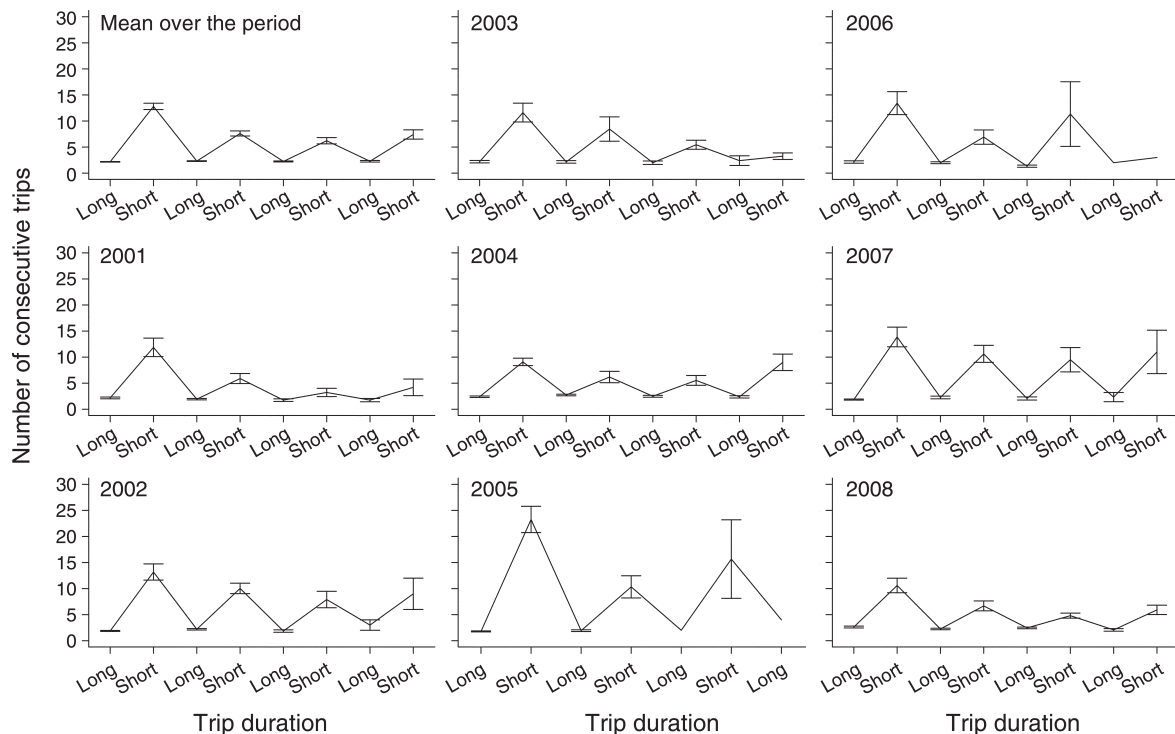 Number of consecutive trips
Mean over the period
30
25
20
15
10
5
0
Long Short Long Short Long Short Long Short
2003
Long Short Long Short Long Short Long Short
2006
Long Short Long Short Long Short Long Short
2001
30
25
20
15
10
5
0
Long Short Long Short Long Short Long Short
2004
Long Short Long Short Long Short Long Short
2007
Long Short Long Short Long Short Long Short
2002
30
25
20
15
10
5
0
Long Short Long Short Long Short Long Short
Trip duration
2005
Long Short Long Short Long Short Long
Trip duration
2008
Long Short Long Short Long Short Long Short
Trip duration